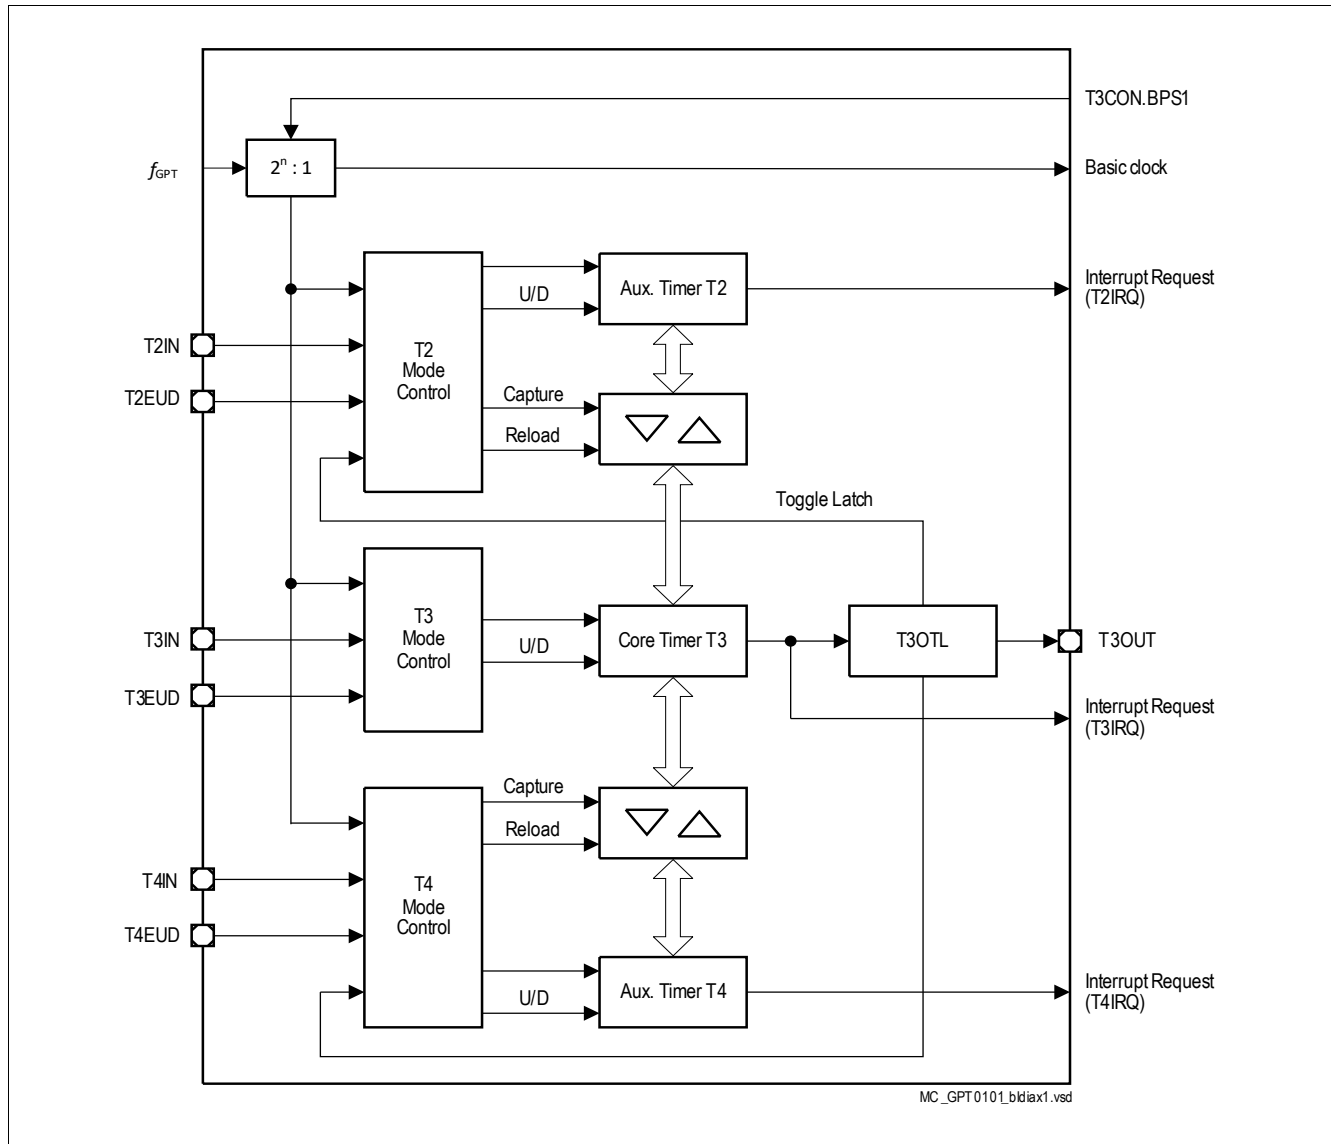 T3CON.BPS1
fGPT
2ⁿ : 1
Basic clock
Aux. Timer T2
U/D
Interrupt Request
(T2IRQ)
T2IN
T2
Mode
Control
T2EUD
Capture
Reload
Toggle Latch
T3
Mode
Control
T3IN
U/D
Core Timer T3
T3OTL
T3OUT
T3EUD
Interrupt Request
(T3IRQ)
Capture
Reload
T4IN
T4
Mode
Control
T4EUD
U/D
Aux. Timer T4
Interrupt Request
(T4IRQ)
MC_GPT0101_bldiax1.vsd